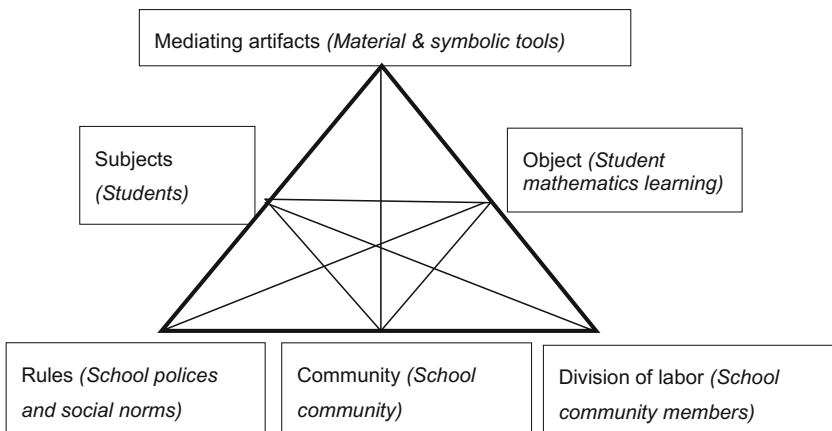 Mediating artifacts (Material & symbolic tools)
Subjects
(Students)
Object (Student
mathematics learning)
Rules (School polices
and social norms)
Community (School
community)
Division of labor (School
community members)